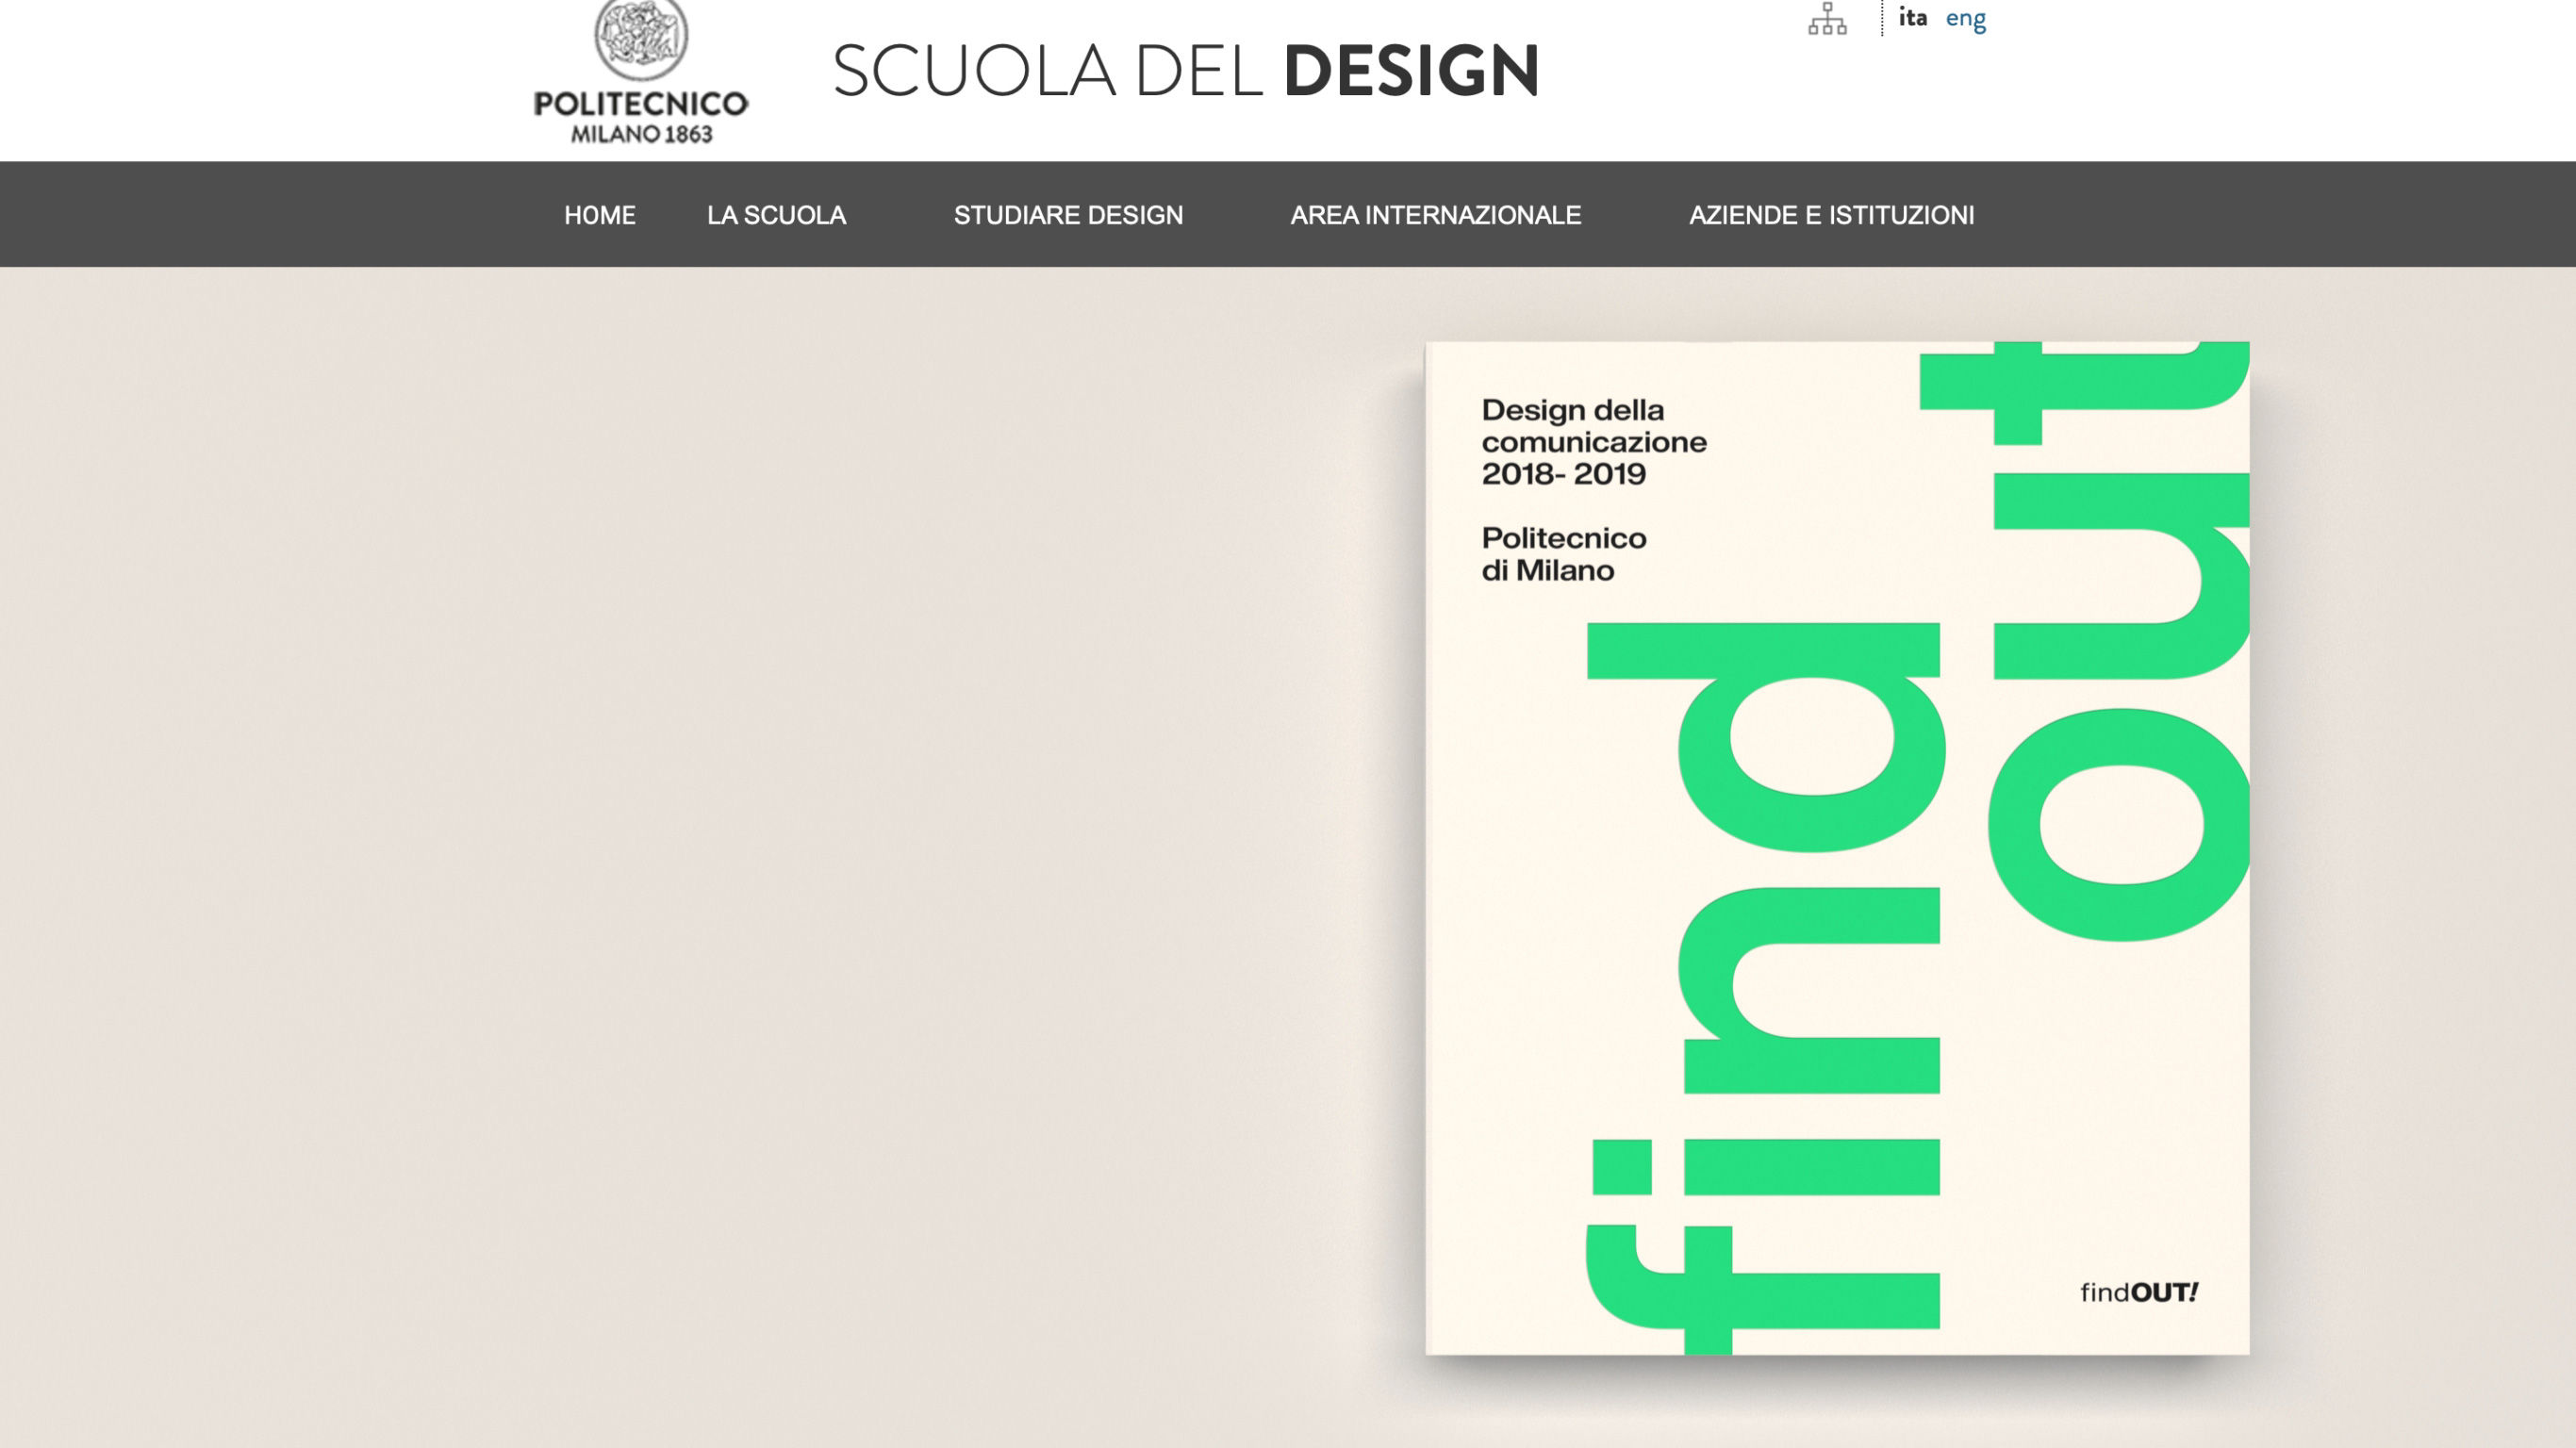 POLITECNICO
MILANO 1863
SCUOLA DEL DESIGN
ita eng
HOME LA SCUOLA STUDIARE DESIGN AREA INTERNAZIONALE AZIENDE E ISTITUZIONI
Design della
comunicazione
2018- 2019
Politecnico
di Milano
find
out
findOUT!